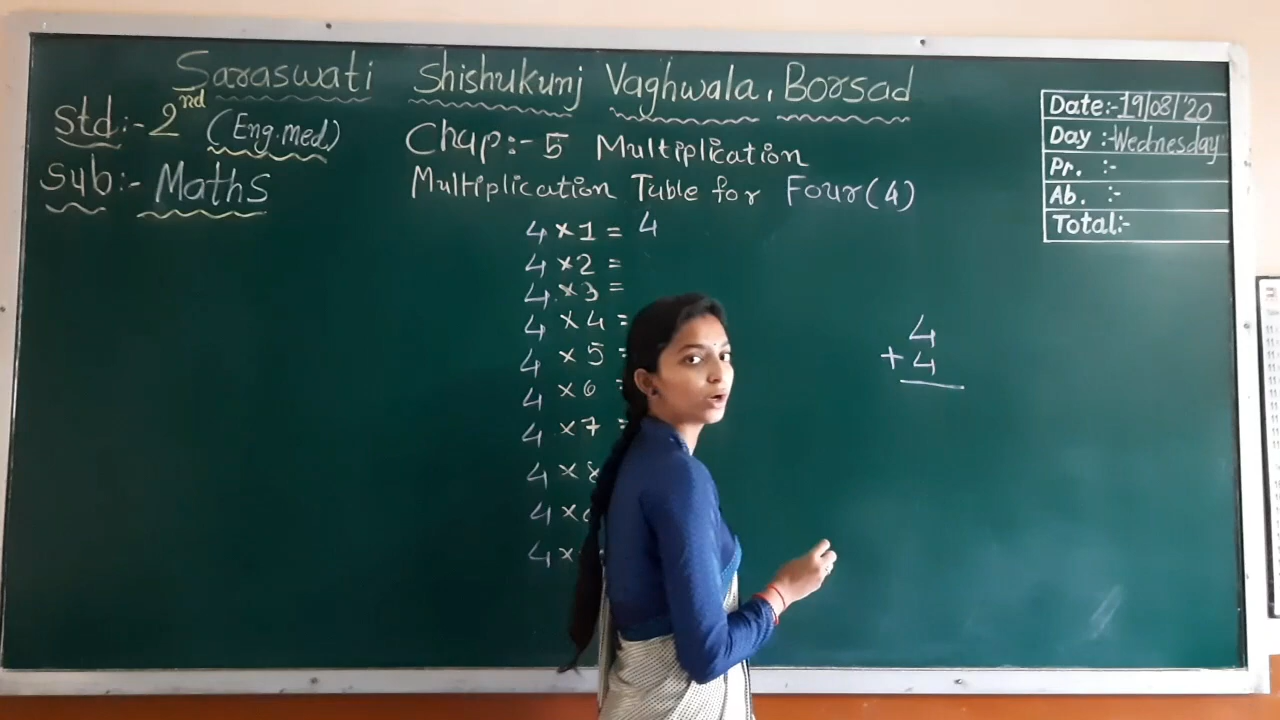 Saraswati Shishukunj Vaghwala, Borsad
Std:- 2nd (Eng.med.)
Sub:- Maths
Chap:- 5 Multiplication
Multiplication Table for Four(4)
4 × 1 = 4
4 × 2 =
4 × 3 =
4 × 4 =
4 × 5 =
4 × 6 =
4 × 7 =
4 × 8
4 ×
4 ×
4
+ 4
Date:- 19/08/'20
Day :- Wednesday
Pr. :-
Ab. :-
Total:-